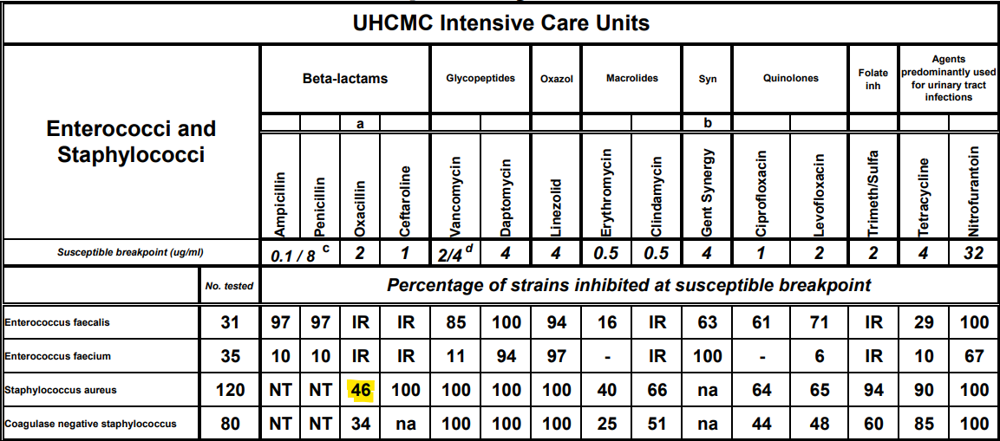 UHCMC Intensive Care Units
Enterococci and
Staphylococci
Beta-lactams
Glycopeptides
Oxazol
Macrolides
Syn
Quinolones
Folate
inh
Agents
predominantly used
for urinary tract
infections
a b
Ampicillin
Penicillin
Oxacillin
Ceftaroline
Vancomycin
Daptomycin
Linezolid
Erythromycin
Clindamycin
Gent Synergy
Ciprofloxacin
Levofloxacin
Trimeth/Sulfa
Tetracycline
Nitrofurantoin
Susceptible breakpoint (ug/ml) 0.1 / 8 c 2 1 2/4 d 4 4 0.5 0.5 4 1 2 2 4 32
No. tested Percentage of strains inhibited at susceptible breakpoint
Enterococcus faecalis 31 97 97 IR IR 85 100 94 16 IR 63 61 71 IR 29 100
Enterococcus faecium 35 10 10 IR IR 11 94 97 - IR 100 - 6 IR 10 67
Staphylococcus aureus 120 NT NT 46 100 100 100 100 40 66 na 64 65 94 90 100
Coagulase negative staphylococcus 80 NT NT 34 na 100 100 100 25 51 na 44 48 60 85 100